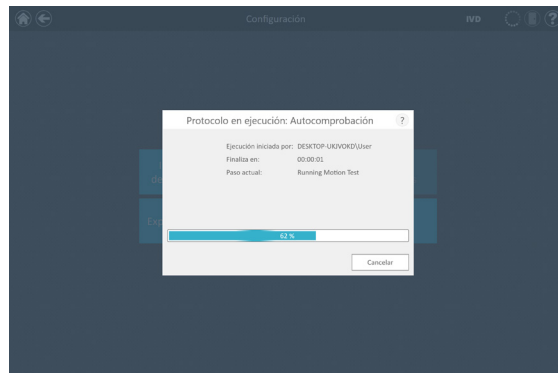 Configuración
IVD
?
Protocolo en ejecución: Autocomprobación
?
Ejecución iniciada por: DESKTOP-UKJVOKD\User
Finaliza en: 00:00:01
Paso actual: Running Motion Test
62 %
Cancelar